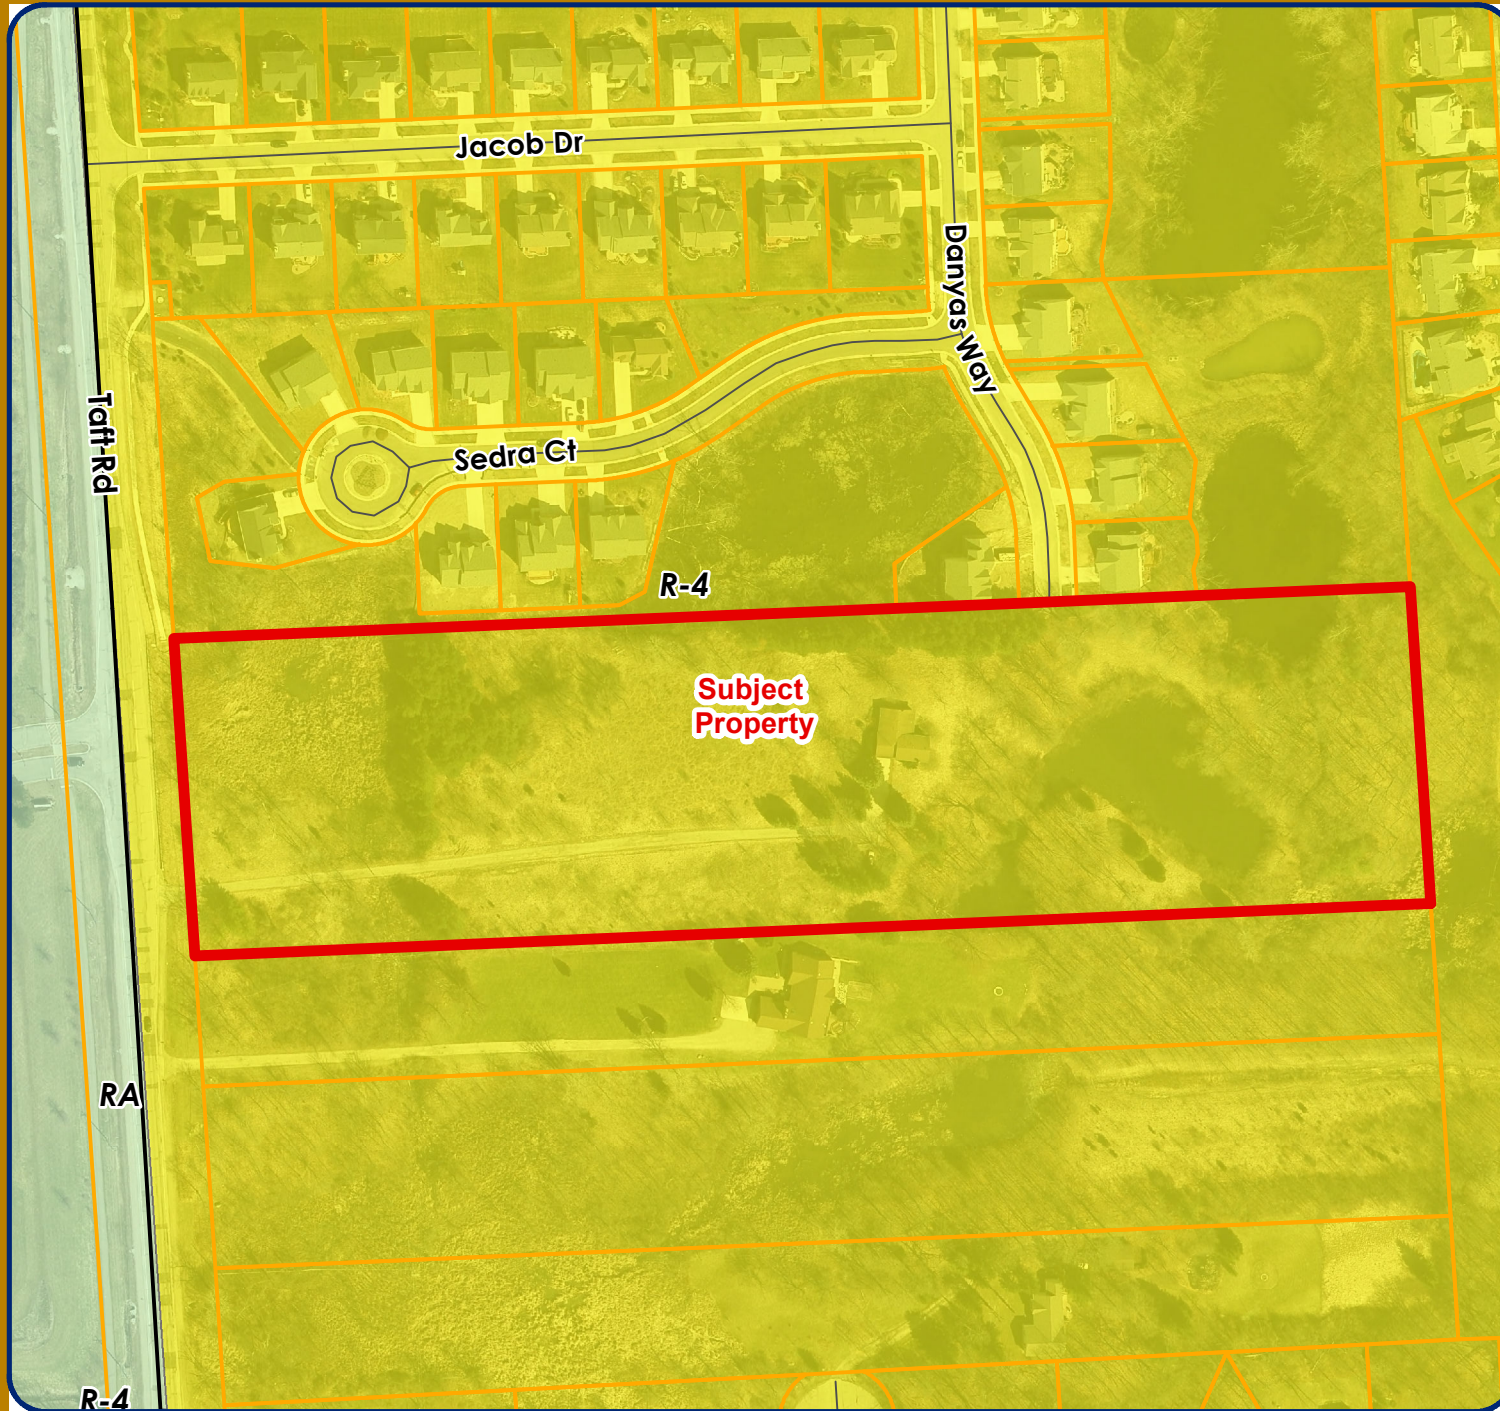 Jacob Dr
Danyas Way
Taft Rd
Sedra Ct
R-4
Subject
Property
RA
R-4